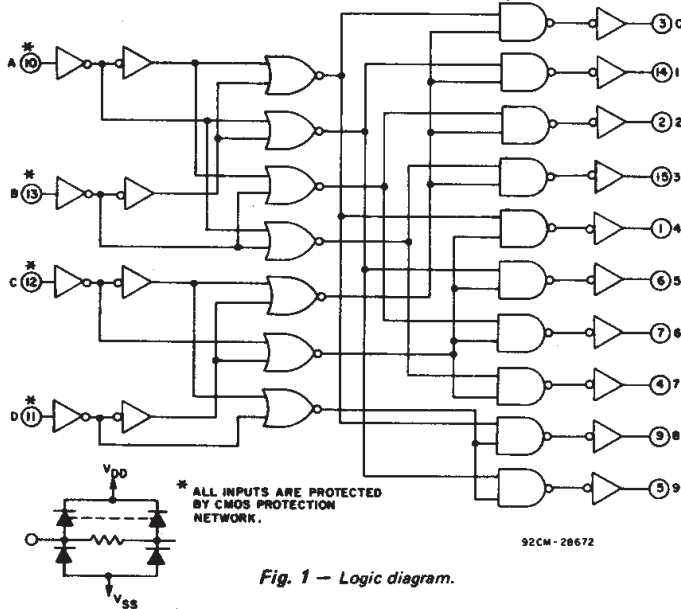 ③ 0
* A ⑩
⑭ 1
② 2
* B ⑬
⑮ 3
① 4
* C ⑫
⑥ 5
⑦ 6
④ 7
* D ⑪
⑨ 8
VDD
⑤ 9
* ALL INPUTS ARE PROTECTED
BY CMOS PROTECTION
NETWORK.
92CM-28672
VSS
Fig. 1 — Logic diagram.